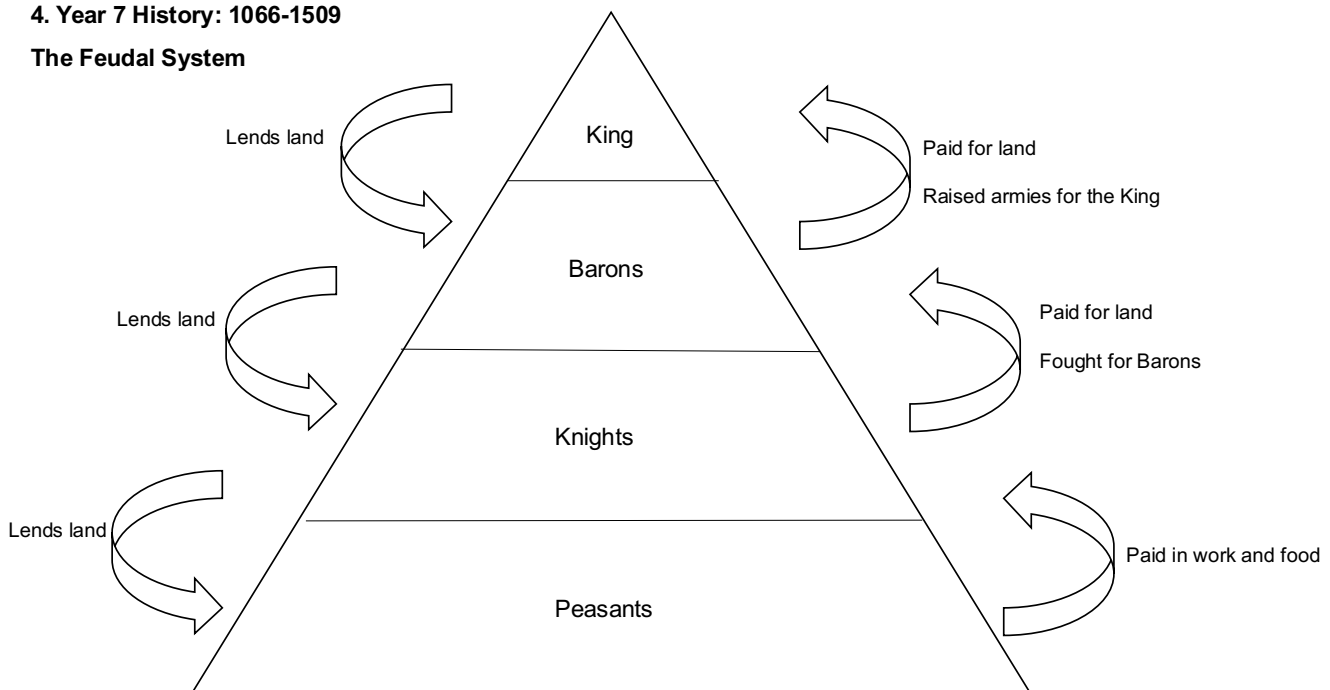 4. Year 7 History: 1066-1509
The Feudal System
Lends land
King
Paid for land
Raised armies for the King
Barons
Lends land
Paid for land
Fought for Barons
Knights
Lends land
Paid in work and food
Peasants